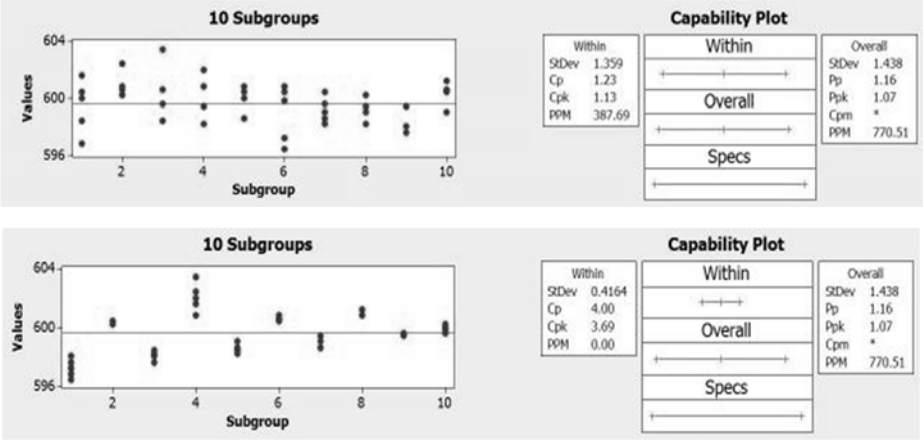 10 Subgroups
604
600
596
Values
2
4
6
8
10
Subgroup
Capability Plot
Within
StDev 1.359
Cp 1.23
Cpk 1.13
PPM 387.69
Within
Overall
Specs
Overall
StDev 1.438
Pp 1.16
Ppk 1.07
Cpm *
PPM 770.51
10 Subgroups
604
600
596
Values
2
4
6
8
10
Subgroup
Capability Plot
Within
StDev 0.4164
Cp 4.00
Cpk 3.69
PPM 0.00
Within
Overall
Specs
Overall
StDev 1.438
Pp 1.16
Ppk 1.07
Cpm *
PPM 770.51